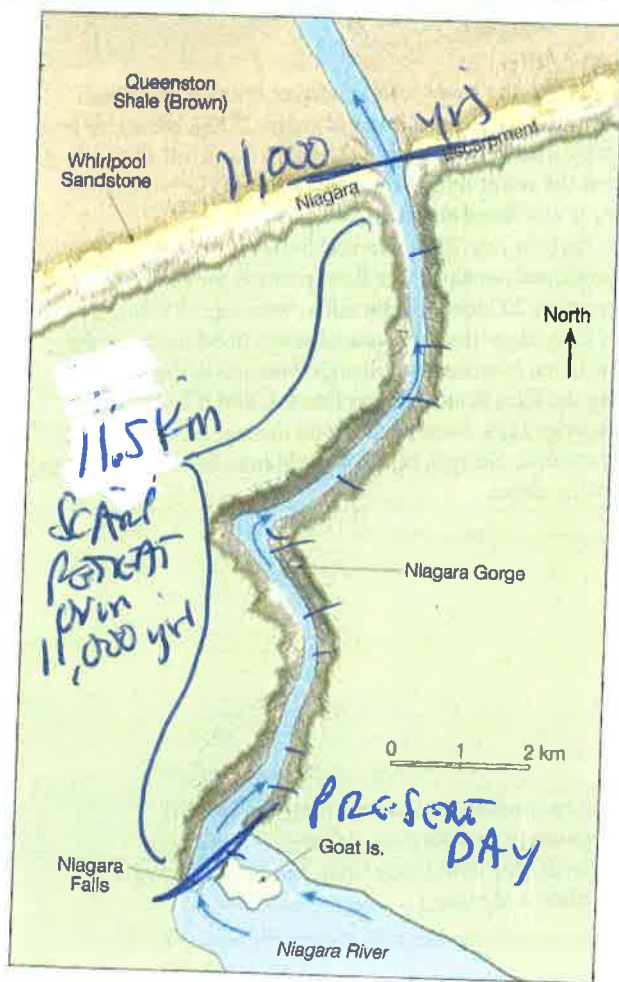 Queenston
Shale (Brown)
Whirlpool
Sandstone
11,000 yrs
Niagara Escarpment
North
11.5 Km
SCARP
RETREAT
OVER
11,000 yrs
Niagara Gorge
0 1 2 km
PRESENT
DAY
Goat Is.
Niagara
Falls
Niagara River